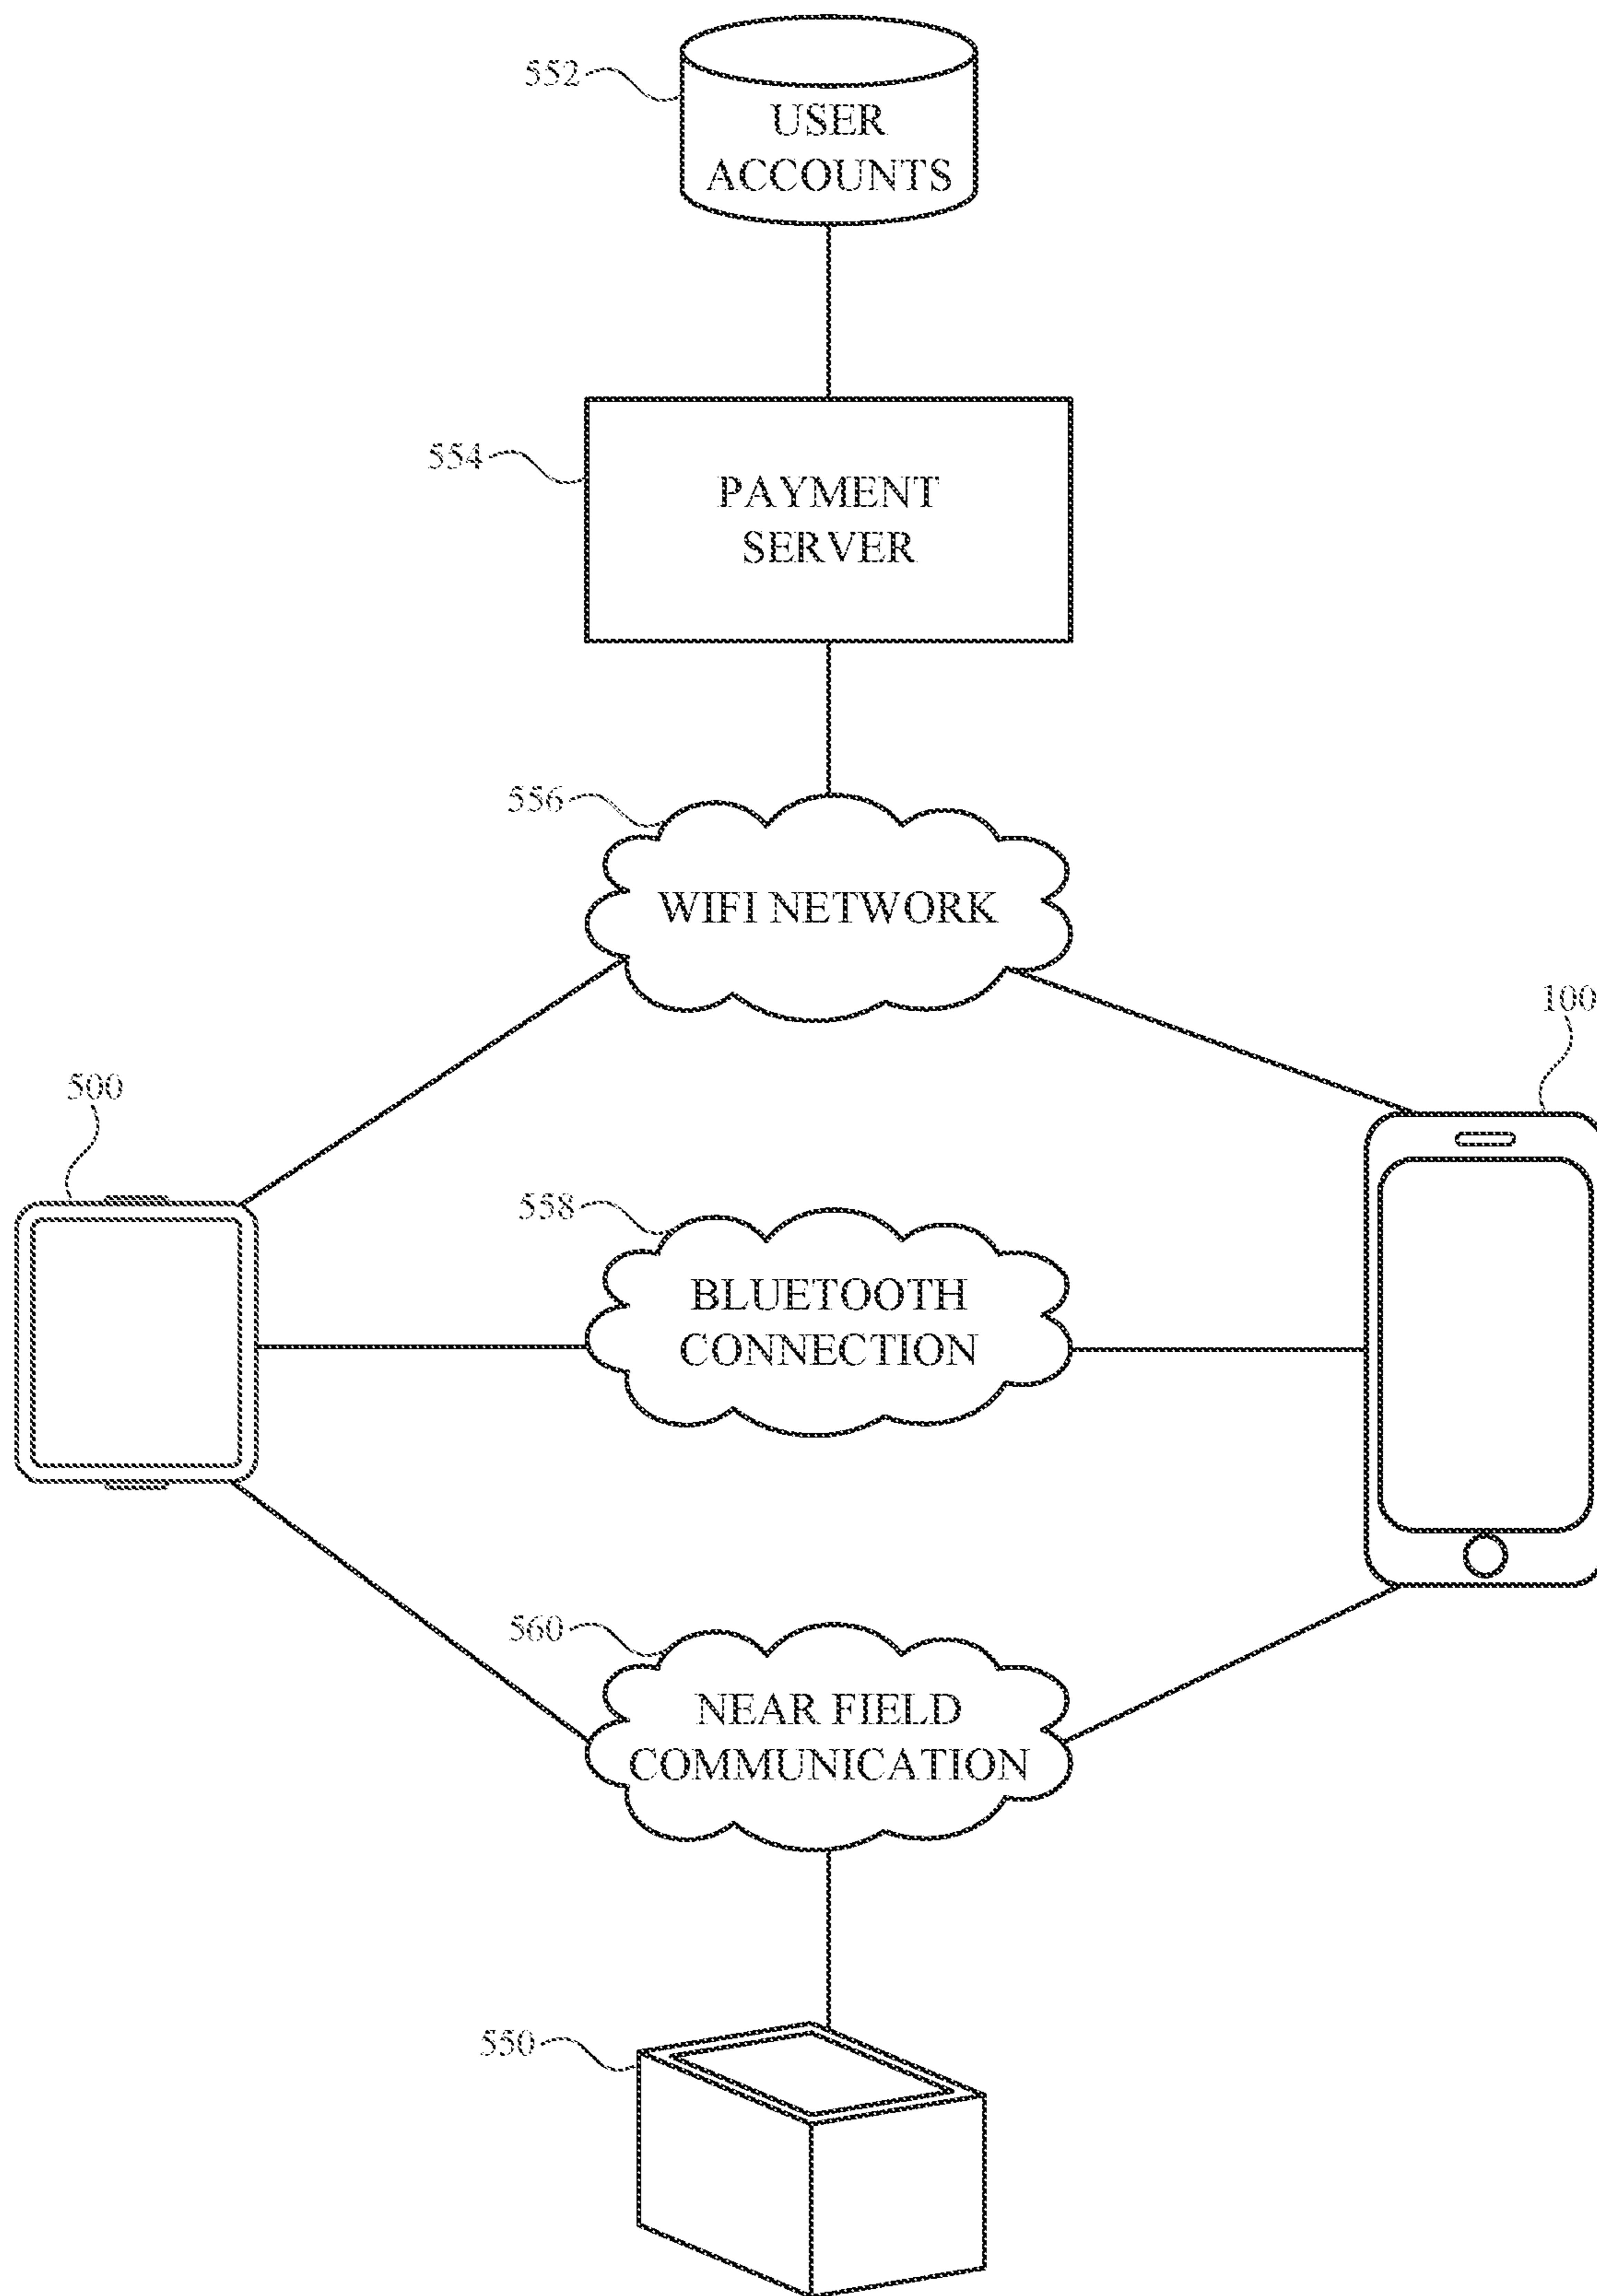 552
USER
ACCOUNTS
554
PAYMENT
SERVER
556
WIFI NETWORK
100
500
558
BLUETOOTH
CONNECTION
560
NEAR FIELD
COMMUNICATION
550